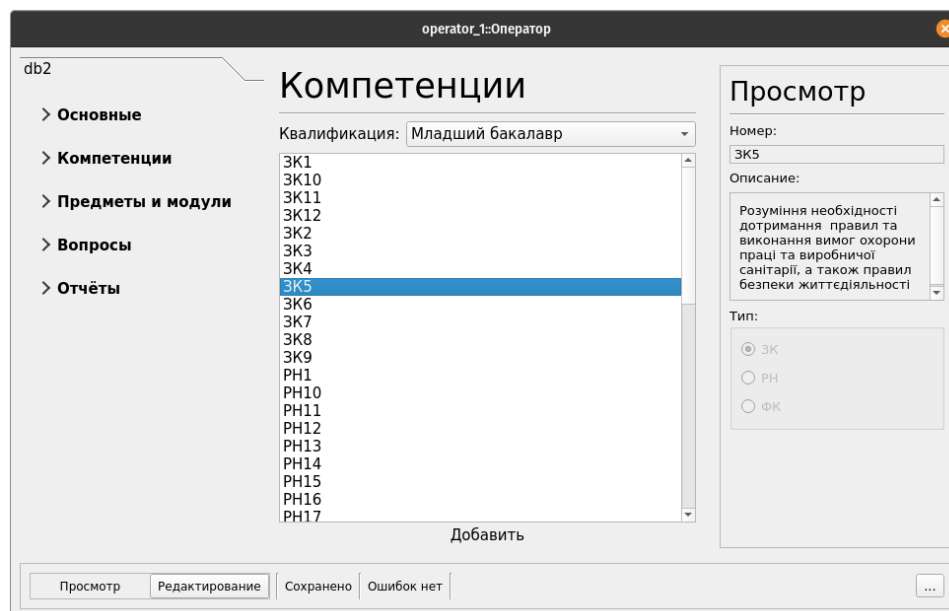 operator_1::Оператор
db2
Основные
Компетенции
Предметы и модули
Вопросы
Отчёты
Компетенции
Квалификация: Младший бакалавр
ЗК1
ЗК10
ЗК11
ЗК12
ЗК2
ЗК3
ЗК4
ЗК5
ЗК6
ЗК7
ЗК8
ЗК9
РН1
РН10
РН11
РН12
РН13
РН14
РН15
РН16
РН17
Добавить
Просмотр
Номер:
ЗК5
Описание:
Розуміння необхідності
дотримання правил та
виконання вимог охорони
праці та виробничої
санітарії, а також правил
безпеки життєдіяльності
Тип:
ЗК
РН
ФК
Просмотр Редактирование Сохранено Ошибок нет ...